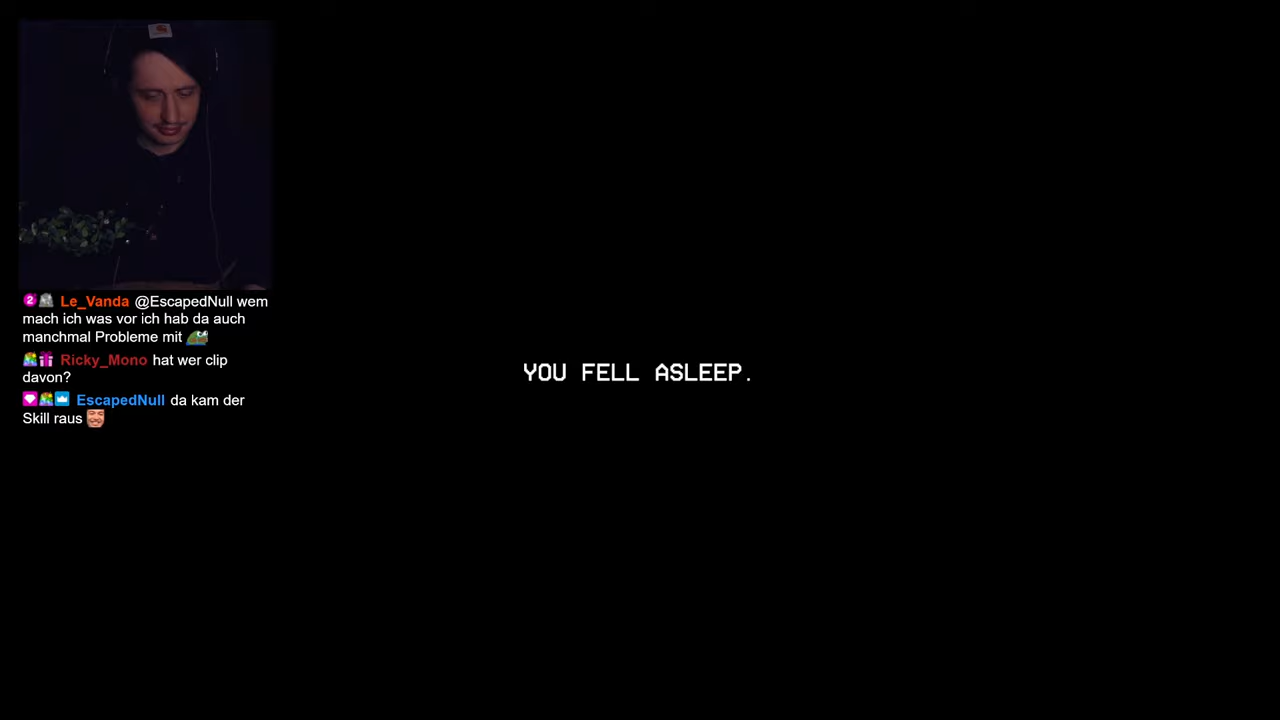 2 Le_Vanda @EscapedNull wem
mach ich was vor ich hab da auch
manchmal Probleme mit
Ricky_Mono hat wer clip
davon?
EscapedNull da kam der
Skill raus
YOU FELL ASLEEP.